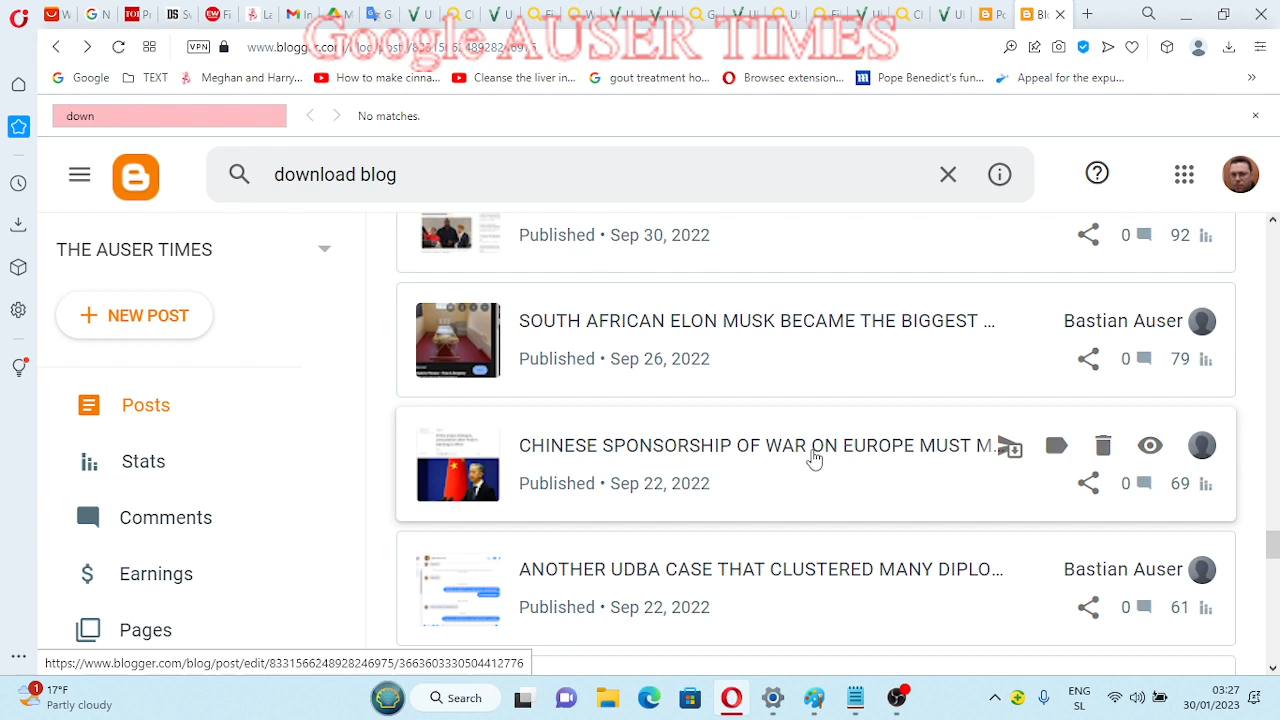 Google AUSER TIMES
VPN
Google
TEXT
Meghan and Harry...
How to make cinna...
Cleanse the liver in...
gout treatment ho...
Browsec extension...
Pope Benedict's fun...
Appeal for the expu...
down
No matches.
download blog
THE AUSER TIMES
NEW POST
Posts
Stats
Comments
Earnings
Pages
Published • Sep 30, 2022
0
92
SOUTH AFRICAN ELON MUSK BECAME THE BIGGEST ...
Bastian Auser
Published • Sep 26, 2022
0
79
CHINESE SPONSORSHIP OF WAR ON EUROPE MUST M...
Published • Sep 22, 2022
0
69
ANOTHER UDBA CASE THAT CLUSTERED MANY DIPLO...
Bastian Auser
Published • Sep 22, 2022
0
61
https://www.blogger.com/blog/post/edit/8331566248928246975/3663603330504412776
1
17°F
Partly cloudy
Search
ENG
SL
03:27
30/01/2023